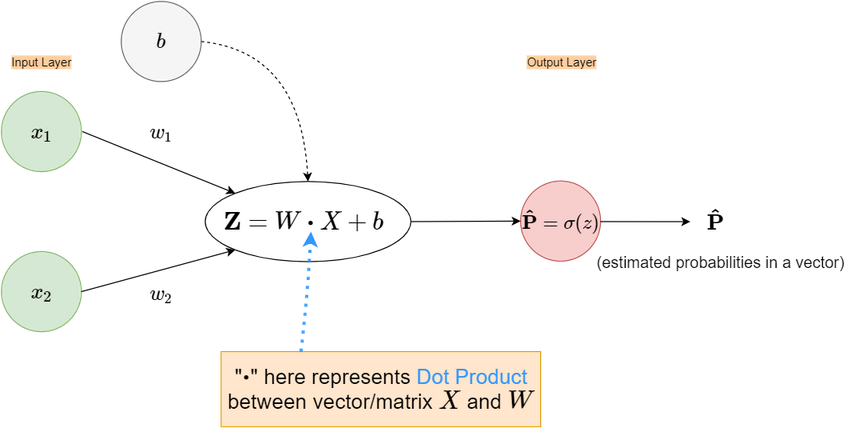 b
Input Layer
Output Layer
x₁
w₁
𝐙 = W • X + b
𝐏̂ = σ(z)
𝐏̂
(estimated probabilities in a vector)
x₂
w₂
"•" here represents Dot Product
between vector/matrix X and W